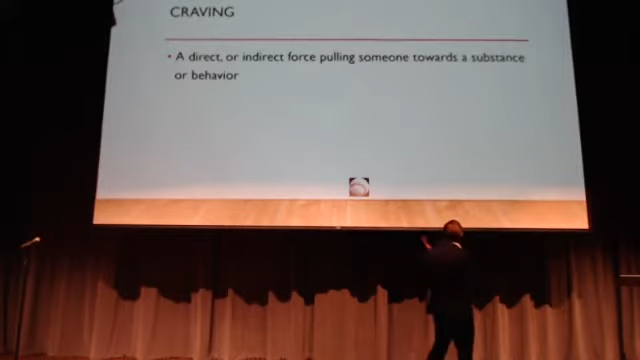 CRAVING
• A direct, or indirect force pulling someone towards a substance
or behavior